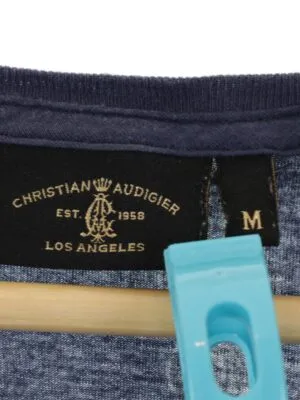 CHRISTIAN AUDIGIER
EST. 1958
LOS ANGELES
M